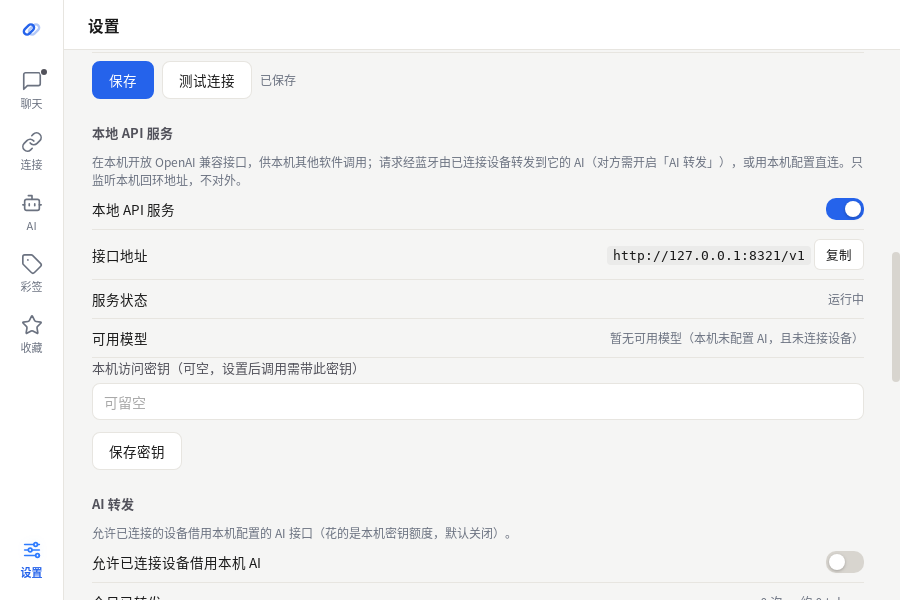 设置
聊天
连接
AI
彩签
收藏
设置
保存
测试连接
已保存
本地 API 服务
在本机开放 OpenAI 兼容接口，供本机其他软件调用；请求经蓝牙由已连接设备转发到它的 AI（对方需开启「AI 转发」），或用本机配置直连。只
监听本机回环地址，不对外。
本地 API 服务
接口地址
http://127.0.0.1:8321/v1
复制
服务状态
运行中
可用模型
暂无可用模型（本机未配置 AI，且未连接设备）
本机访问密钥（可空，设置后调用需带此密钥）
可留空
保存密钥
AI 转发
允许已连接的设备借用本机配置的 AI 接口（花的是本机密钥额度，默认关闭）。
允许已连接设备借用本机 AI